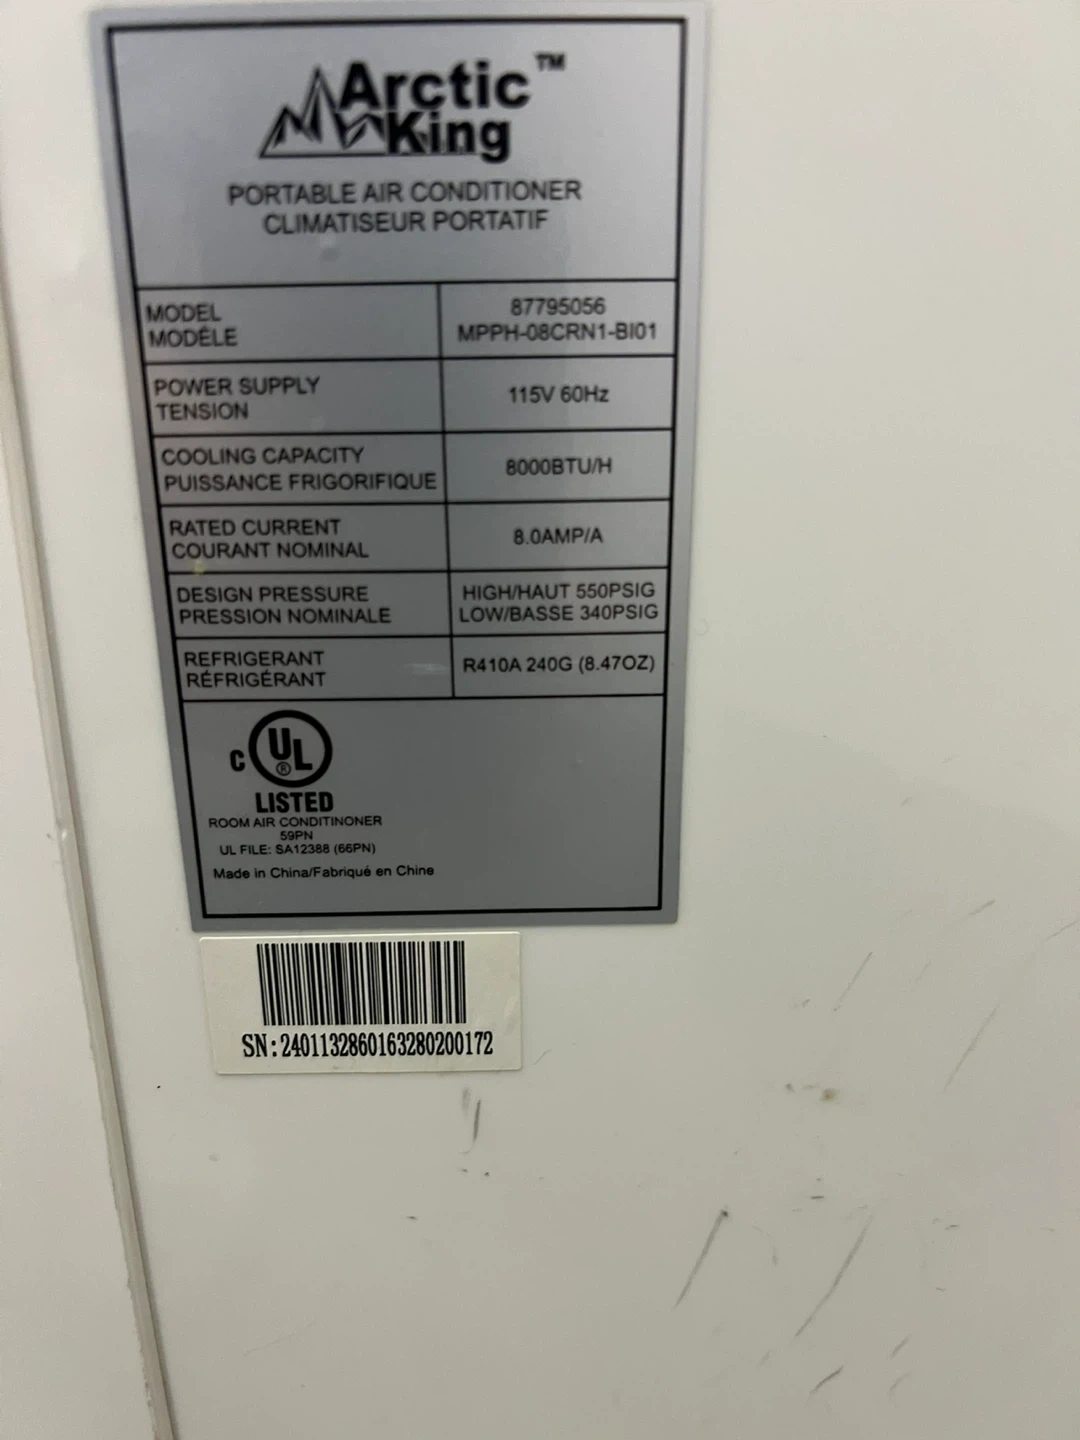 Arctic ™
King
PORTABLE AIR CONDITIONER
CLIMATISEUR PORTATIF
MODEL
MODÈLE
87795056
MPPH-08CRN1-BI01
POWER SUPPLY
TENSION
115V 60Hz
COOLING CAPACITY
PUISSANCE FRIGORIFIQUE
8000BTU/H
RATED CURRENT
COURANT NOMINAL
8.0AMP/A
DESIGN PRESSURE
PRESSION NOMINALE
HIGH/HAUT 550PSIG
LOW/BASSE 340PSIG
REFRIGERANT
RÉFRIGÉRANT
R410A 240G (8.47OZ)
C UL ®
LISTED
ROOM AIR CONDITINONER
59PN
UL FILE: SA12388 (66PN)
Made in China/Fabriqué en Chine
SN:2401132860163280200172